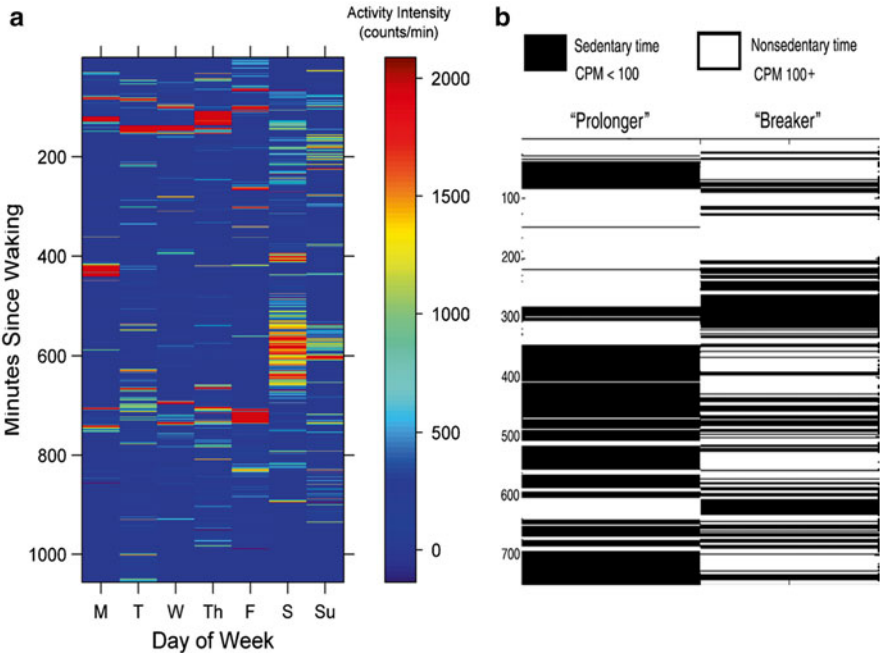 a
Activity Intensity
(counts/min)
2000
1500
1000
500
0
Minutes Since Waking
200
400
600
800
1000
M T W Th F S Su
Day of Week
b
Sedentary time
CPM < 100
Nonsedentary time
CPM 100+
“Prolonger” “Breaker”
100
200
300
400
500
600
700